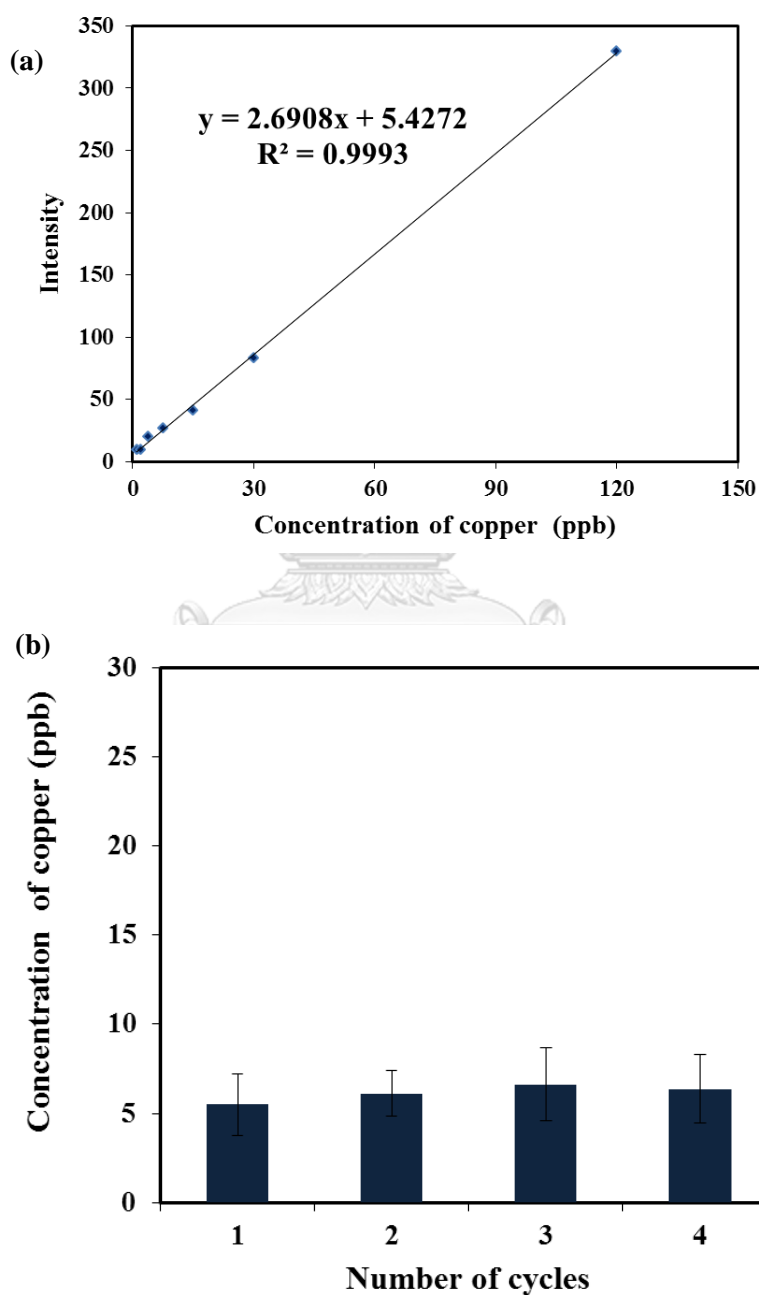 (a)
350
300
250
200
150
100
50
0
Intensity
y = 2.6908x + 5.4272
R² = 0.9993
0 30 60 90 120 150
Concentration of copper (ppb)
(b)
30
25
20
15
10
5
0
Concentration of copper (ppb)
1 2 3 4
Number of cycles